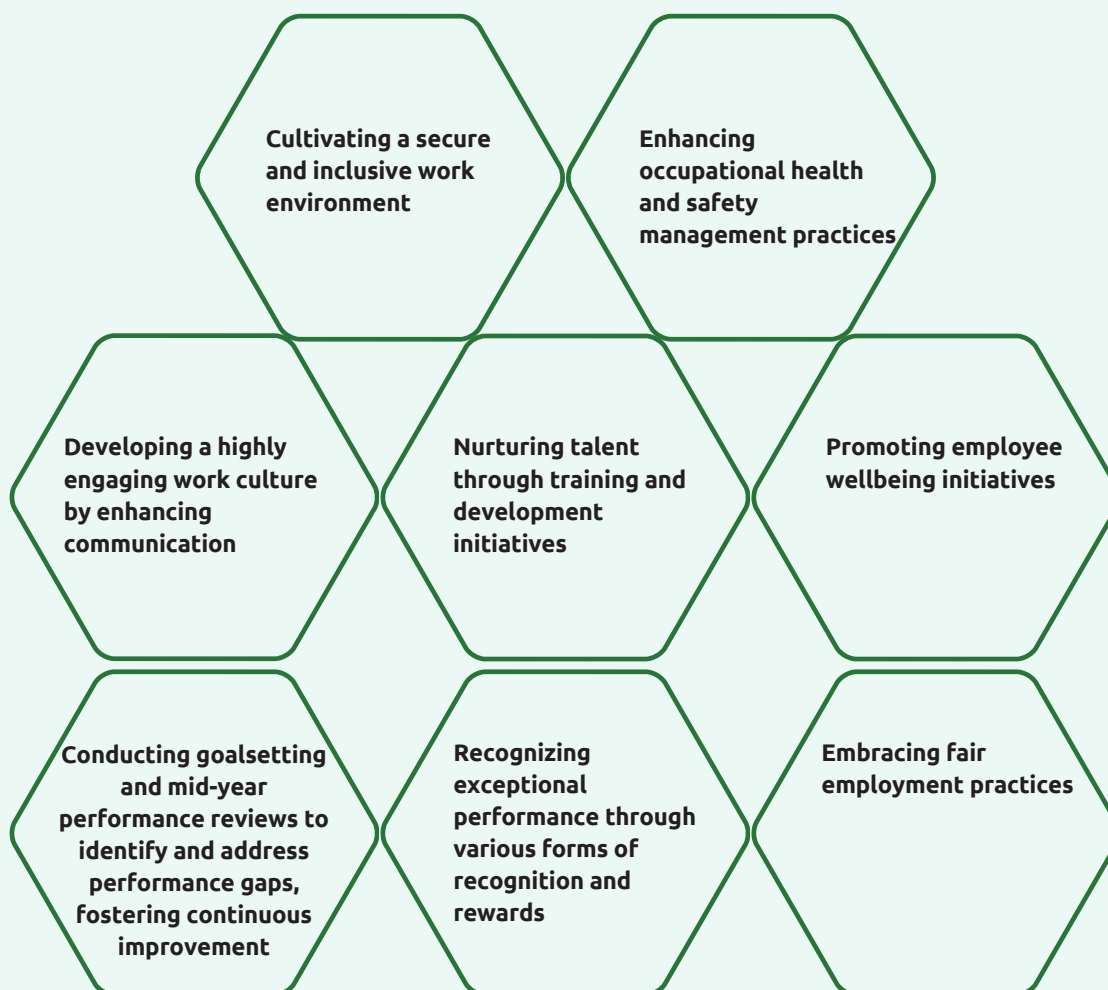 Cultivating a secure
and inclusive work
environment
Enhancing
occupational health
and safety
management practices
Developing a highly
engaging work culture
by enhancing
communication
Nurturing talent
through training and
development
initiatives
Promoting employee
wellbeing initiatives
Conducting goalsetting
and mid-year
performance reviews to
identify and address
performance gaps,
fostering continuous
improvement
Recognizing
exceptional
performance through
various forms of
recognition and
rewards
Embracing fair
employment practices